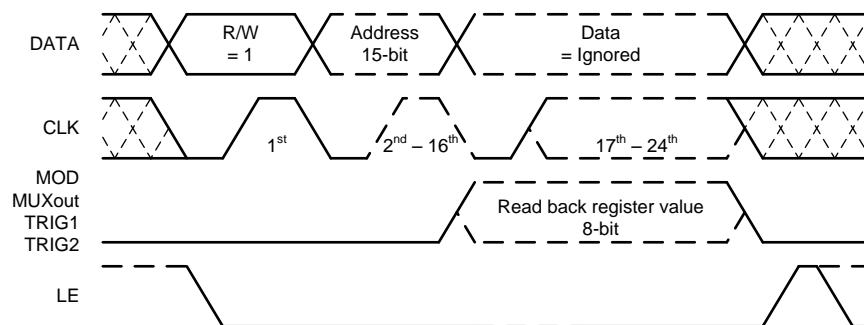 DATA
R/W
= 1
Address
15-bit
Data
= Ignored
CLK
1st
2nd – 16th
17th – 24th
MOD
MUXout
TRIG1
TRIG2
Read back register value
8-bit
LE